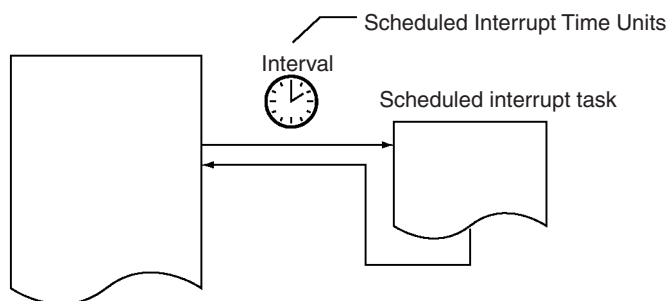 Scheduled Interrupt Time Units
Interval
Scheduled interrupt task